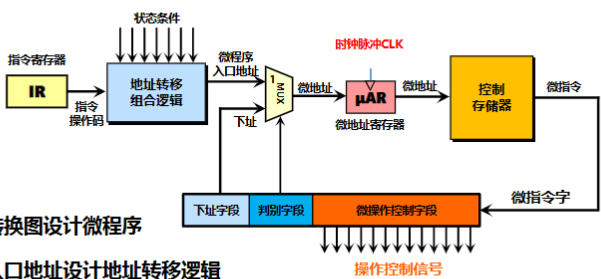 状态条件
指令寄存器
IR
指令
操作码
地址转移
组合逻辑
微程序
入口地址
下址
1
MUX
微地址
时钟脉冲CLK
μAR
微地址寄存器
微地址
控制
存储器
微指令
微指令字
下址字段
判别字段
微操作控制字段
操作控制信号
换图设计微程序
口地址设计地址转移逻辑